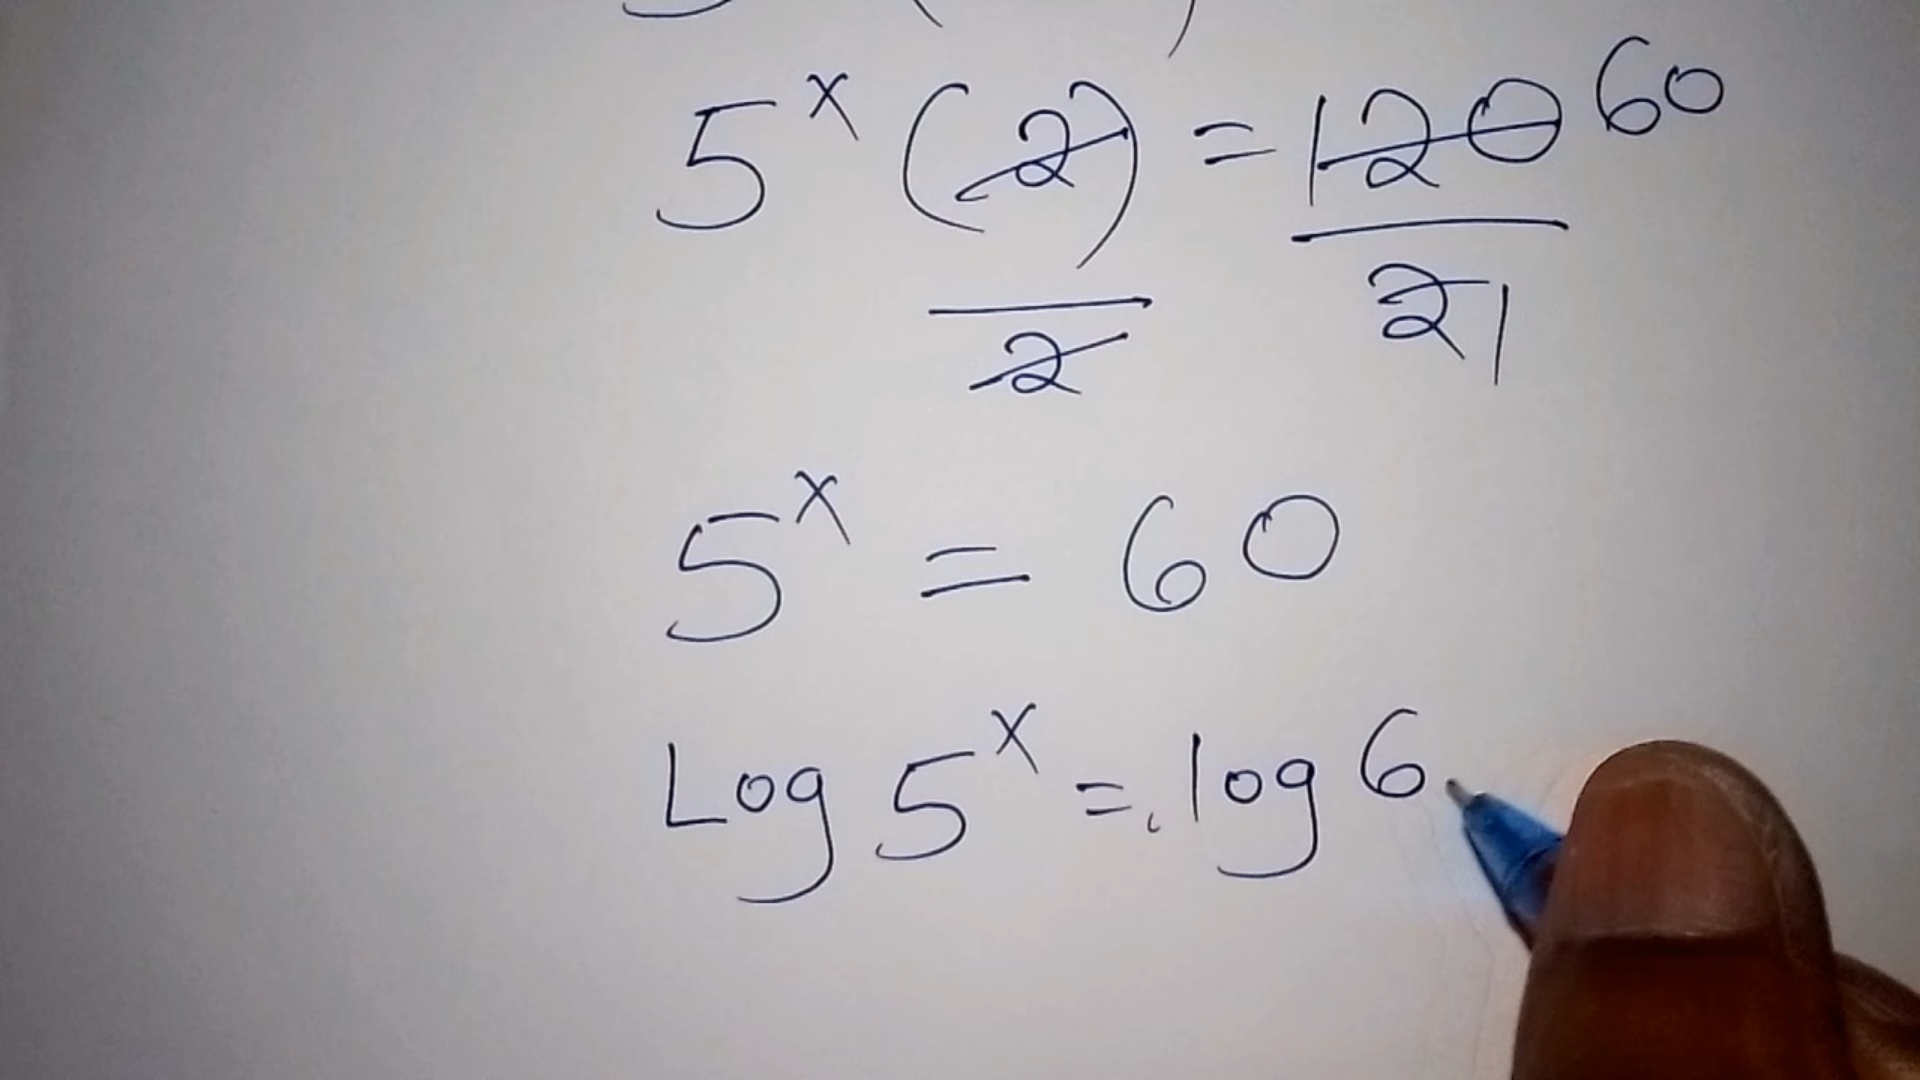 5^x (2) = 120 60
2 21
5^x = 60
Log 5^x = log 6